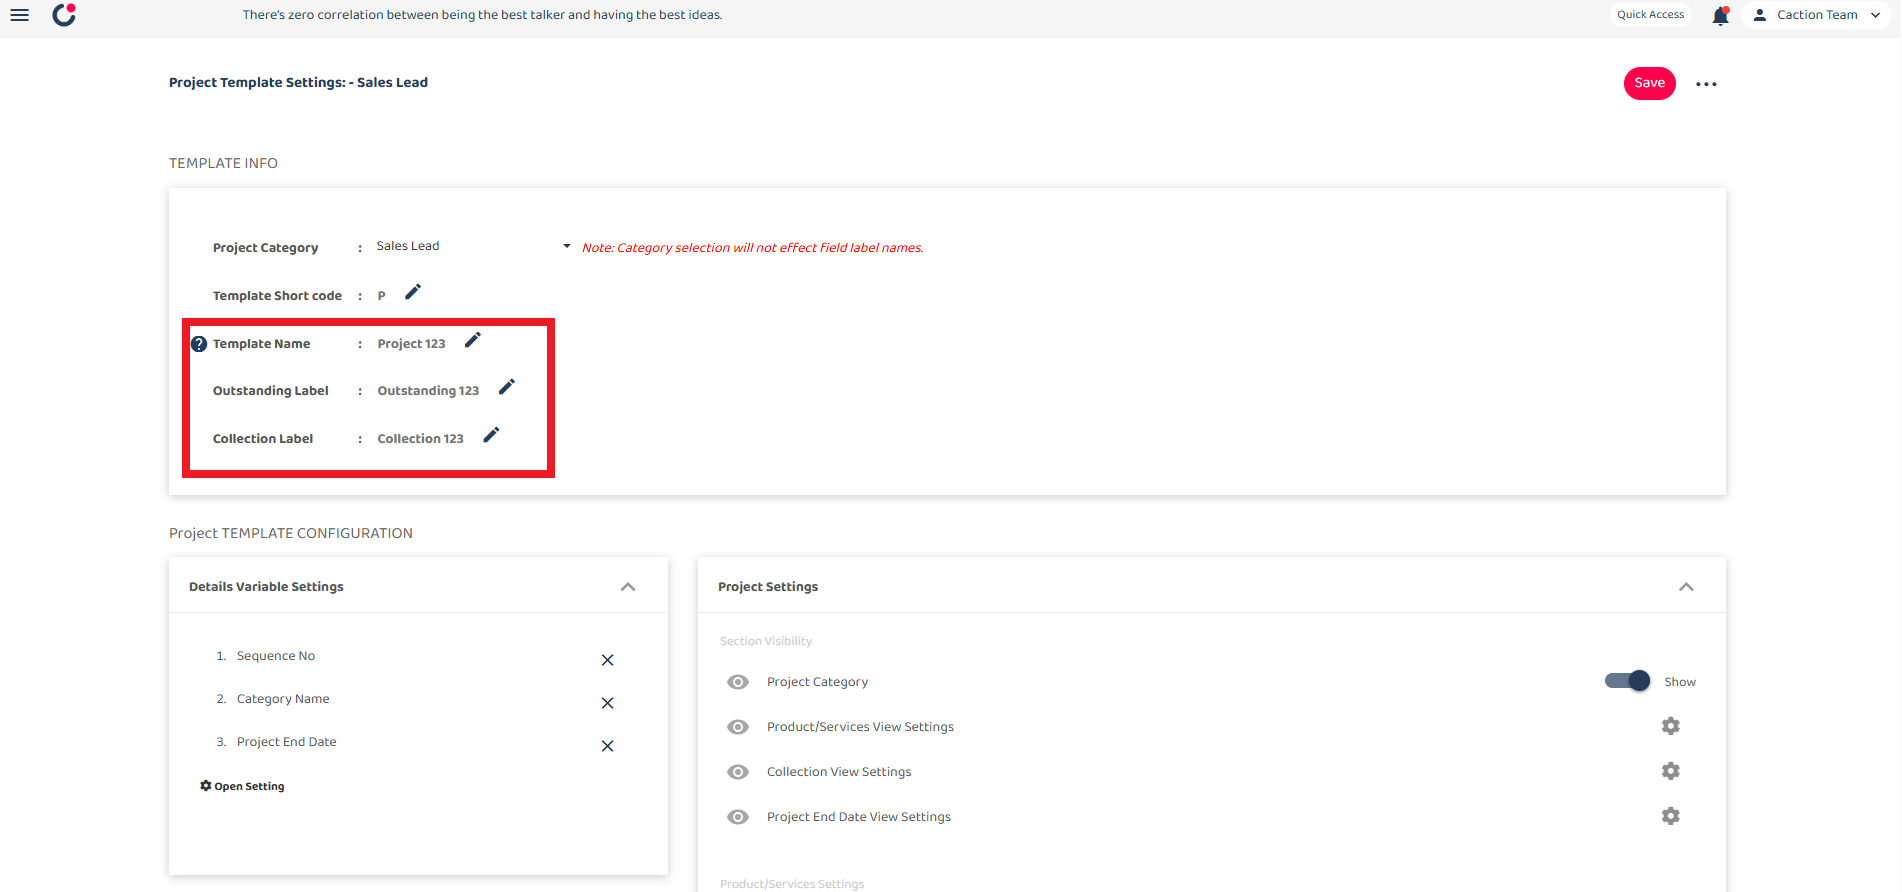 There's zero correlation between being the best talker and having the best ideas.
Quick Access
Caction Team
Project Template Settings: - Sales Lead
Save
TEMPLATE INFO
Project Category : Sales Lead
Note: Category selection will not effect field label names.
Template Short code : P
? Template Name : Project 123
Outstanding Label : Outstanding 123
Collection Label : Collection 123
Project TEMPLATE CONFIGURATION
Details Variable Settings
1. Sequence No
2. Category Name
3. Project End Date
Open Setting
Project Settings
Section Visibility
Project Category
Show
Product/Services View Settings
Collection View Settings
Project End Date View Settings
Product/Services Settings